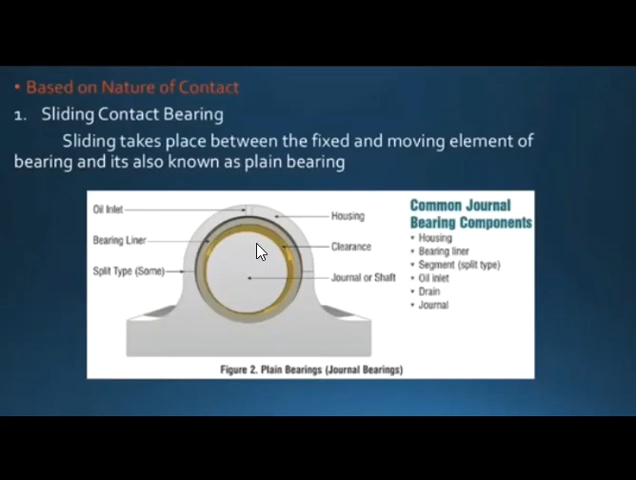 • Based on Nature of Contact
1. Sliding Contact Bearing
Sliding takes place between the fixed and moving element of
bearing and its also known as plain bearing
Oil Inlet
Bearing Liner
Split Type (Some)
Housing
Clearance
Journal or Shaft
Common Journal
Bearing Components
• Housing
• Bearing liner
• Segment (split type)
• Oil inlet
• Drain
• Journal
Figure 2. Plain Bearings (Journal Bearings)